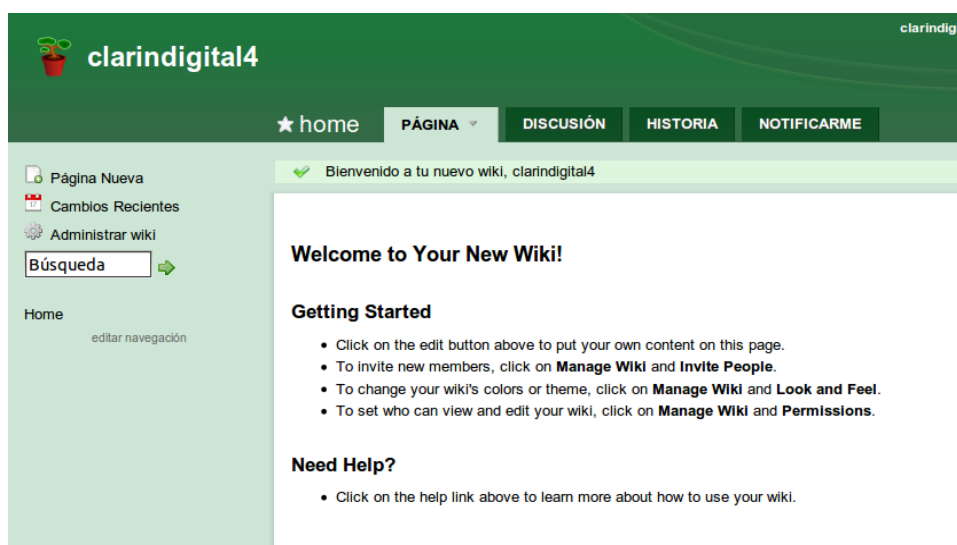 clarindig
clarindigital4
home
PÁGINA
DISCUSIÓN
HISTORIA
NOTIFICARME
Página Nueva
Cambios Recientes
Administrar wiki
Búsqueda
Home
editar navegación
Bienvenido a tu nuevo wiki, clarindigital4
Welcome to Your New Wiki!
Getting Started
• Click on the edit button above to put your own content on this page.
• To invite new members, click on Manage Wiki and Invite People.
• To change your wiki's colors or theme, click on Manage Wiki and Look and Feel.
• To set who can view and edit your wiki, click on Manage Wiki and Permissions.
Need Help?
• Click on the help link above to learn more about how to use your wiki.